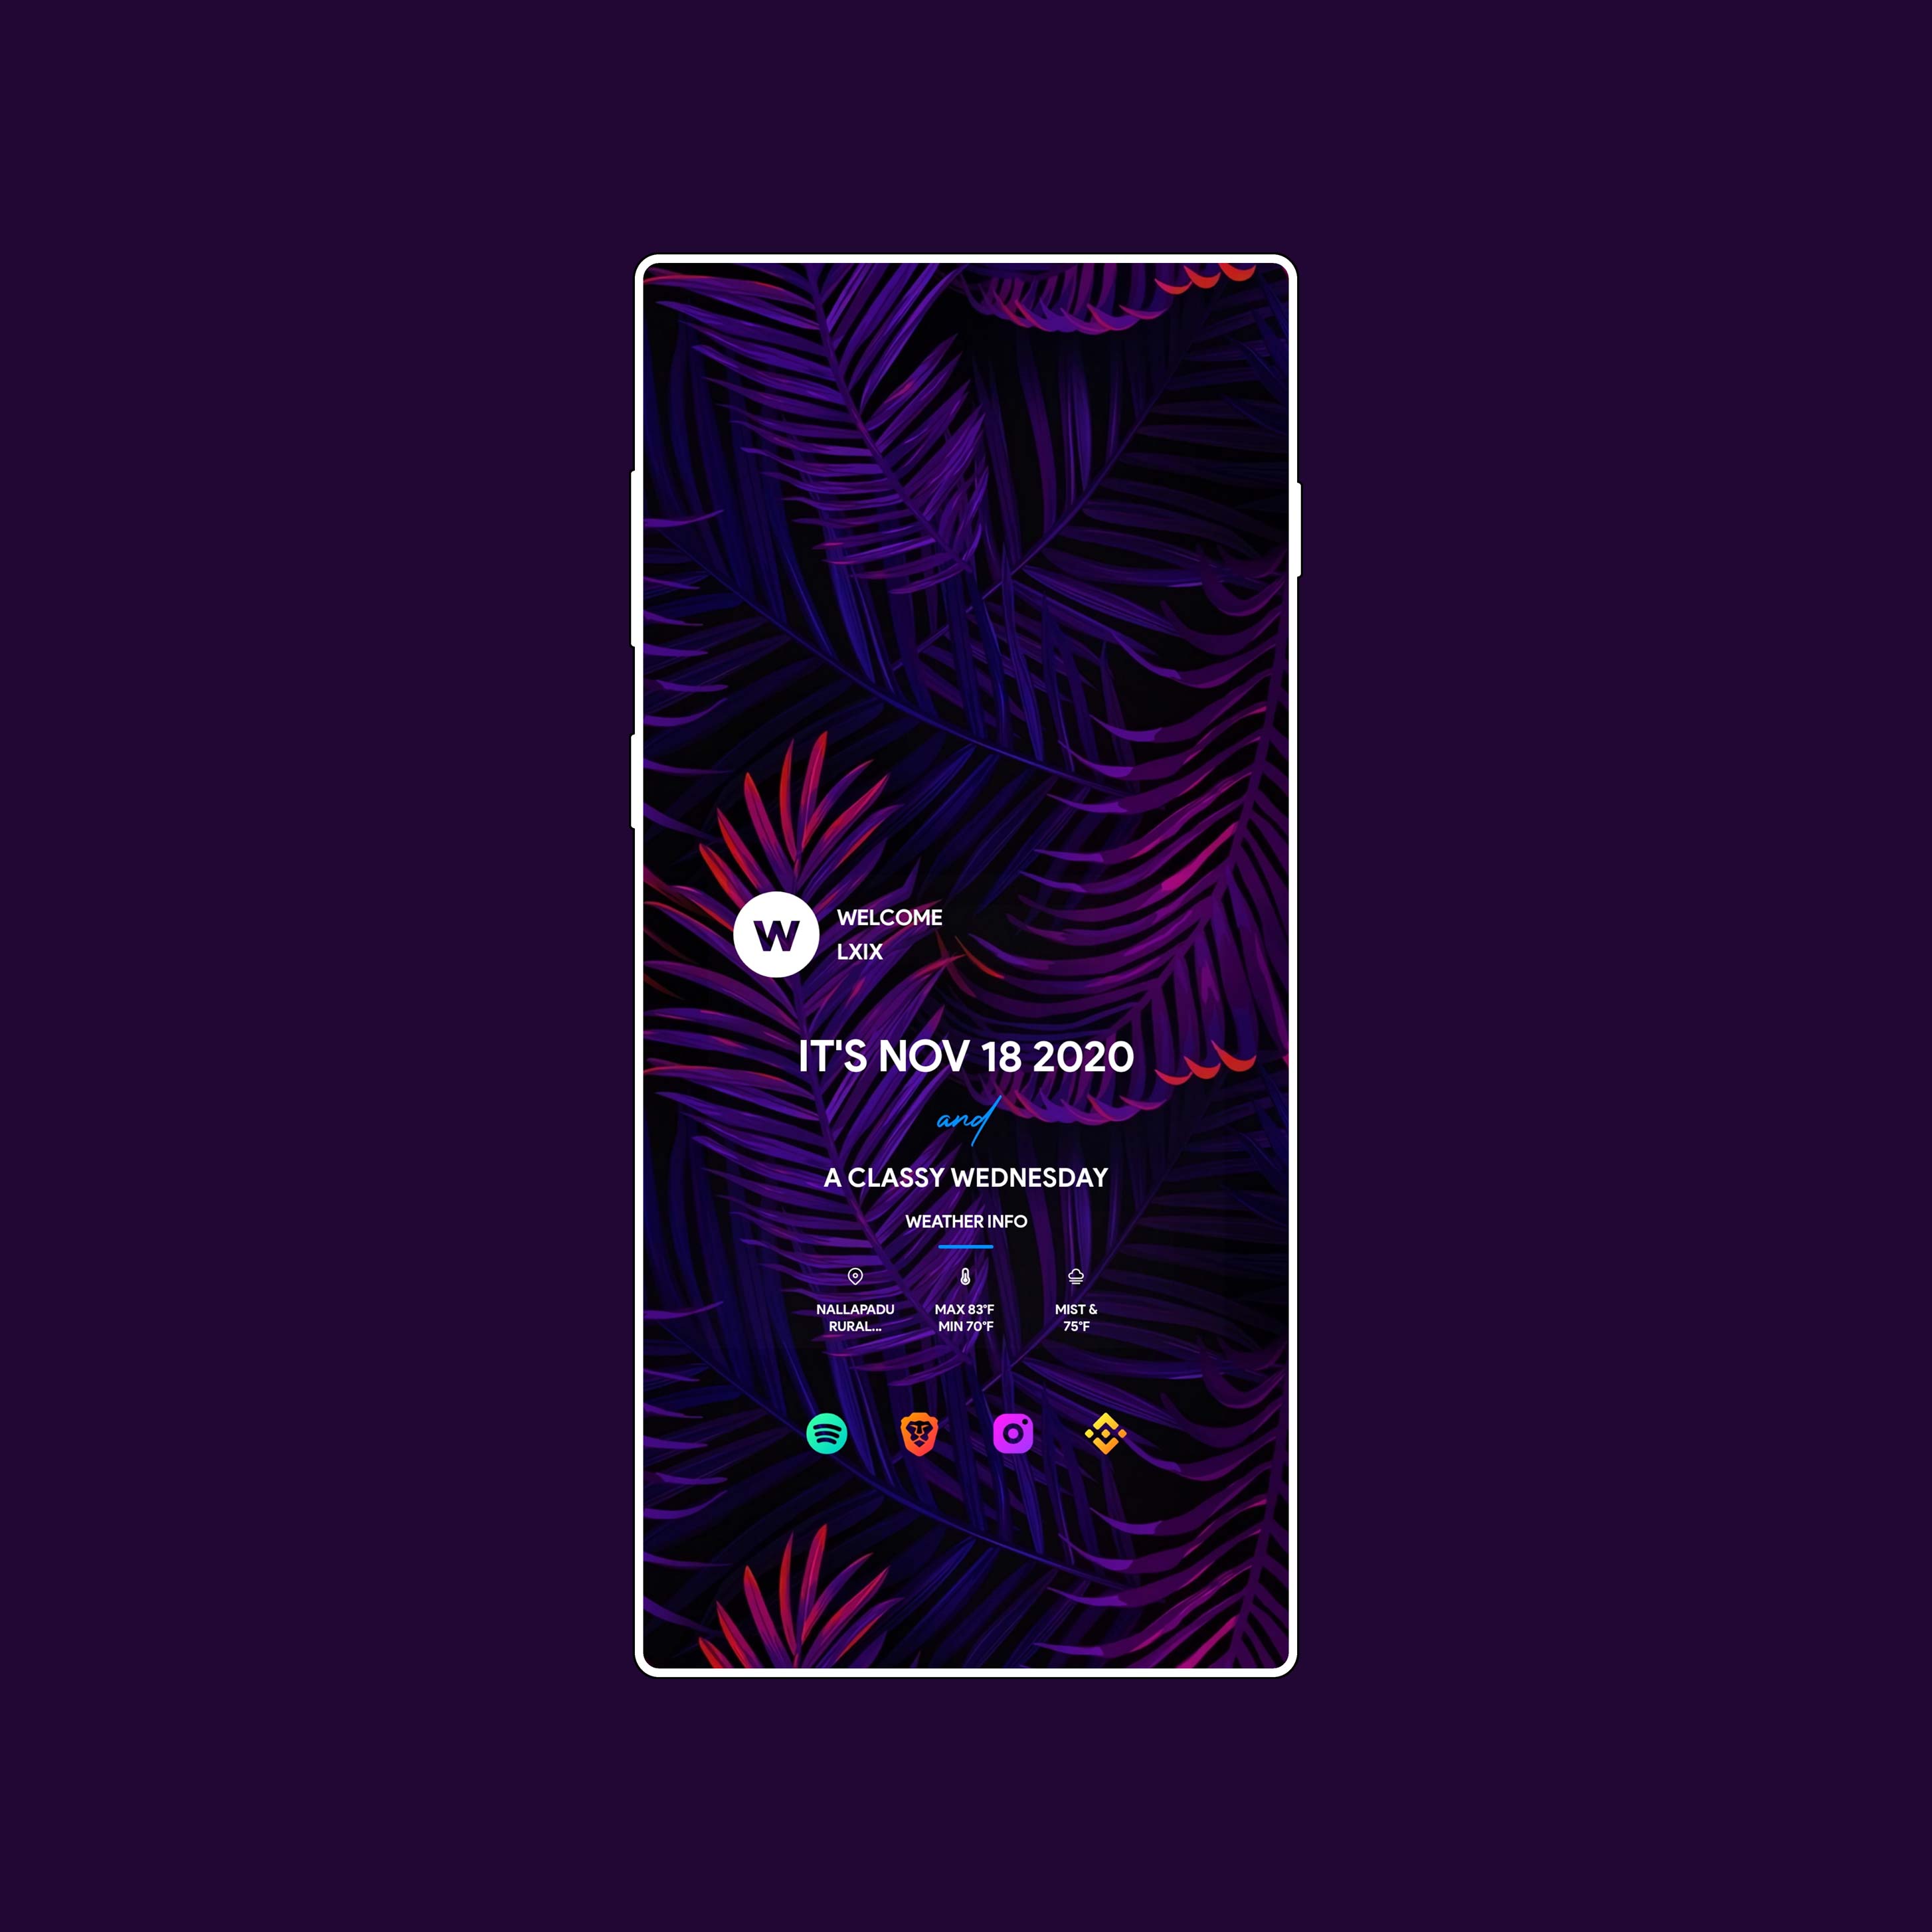 W
WELCOME
LXIX
IT'S NOV 18 2020
and
A CLASSY WEDNESDAY
WEATHER INFO
NALLAPADU
RURAL...
MAX 83°F
MIN 70°F
MIST &
75°F